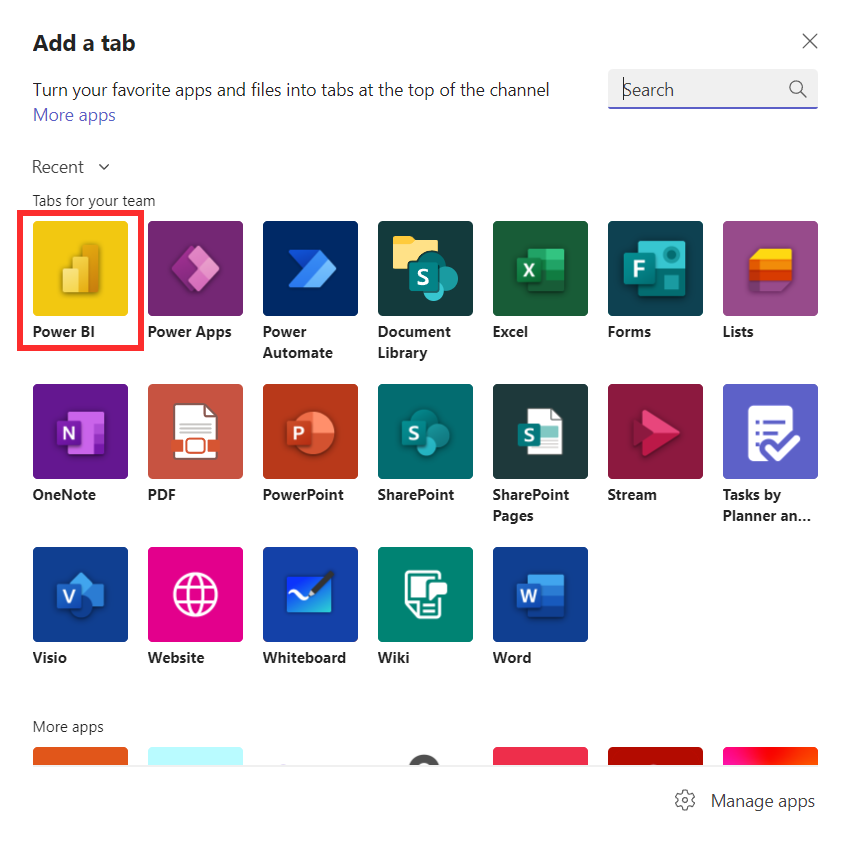 Add a tab
Turn your favorite apps and files into tabs at the top of the channel
More apps
Search
Recent
Tabs for your team
Power BI
Power Apps
Power
Automate
Document
Library
Excel
Forms
Lists
S
X
F
N
OneNote
PDF
P
PowerPoint
S
SharePoint
S
SharePoint
Pages
Stream
Tasks by
Planner an...
V
Visio
Website
Whiteboard
Wiki
W
Word
More apps
Manage apps